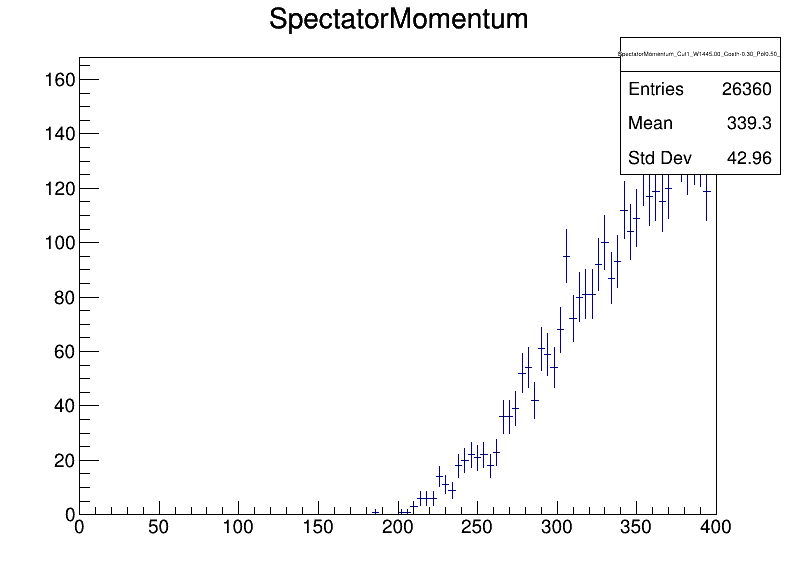 SpectatorMomentum
SpectatorMomentum_Cut1_W1445.00_Costh-0.30_Pol0.50_
Entries 26360
Mean 339.3
Std Dev 42.96
160
140
120
100
80
60
40
20
0
0 50 100 150 200 250 300 350 400